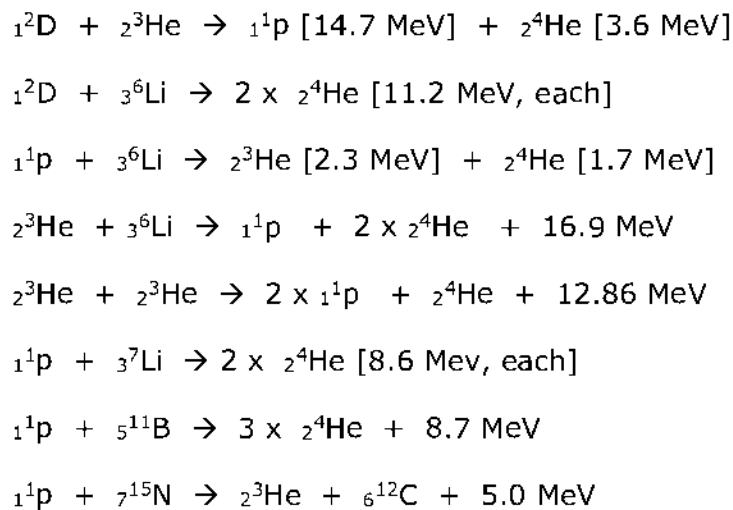 ₁²D + ₂³He → ₁¹p [14.7 MeV] + ₂⁴He [3.6 MeV]
₁²D + ₃⁶Li → 2 x ₂⁴He [11.2 MeV, each]
₁¹p + ₃⁶Li → ₂³He [2.3 MeV] + ₂⁴He [1.7 MeV]
₂³He + ₃⁶Li → ₁¹p + 2 x ₂⁴He + 16.9 MeV
₂³He + ₂³He → 2 x ₁¹p + ₂⁴He + 12.86 MeV
₁¹p + ₃⁷Li → 2 x ₂⁴He [8.6 Mev, each]
₁¹p + ₅¹¹B → 3 x ₂⁴He + 8.7 MeV
₁¹p + ₇¹⁵N → ₂³He + ₆¹²C + 5.0 MeV